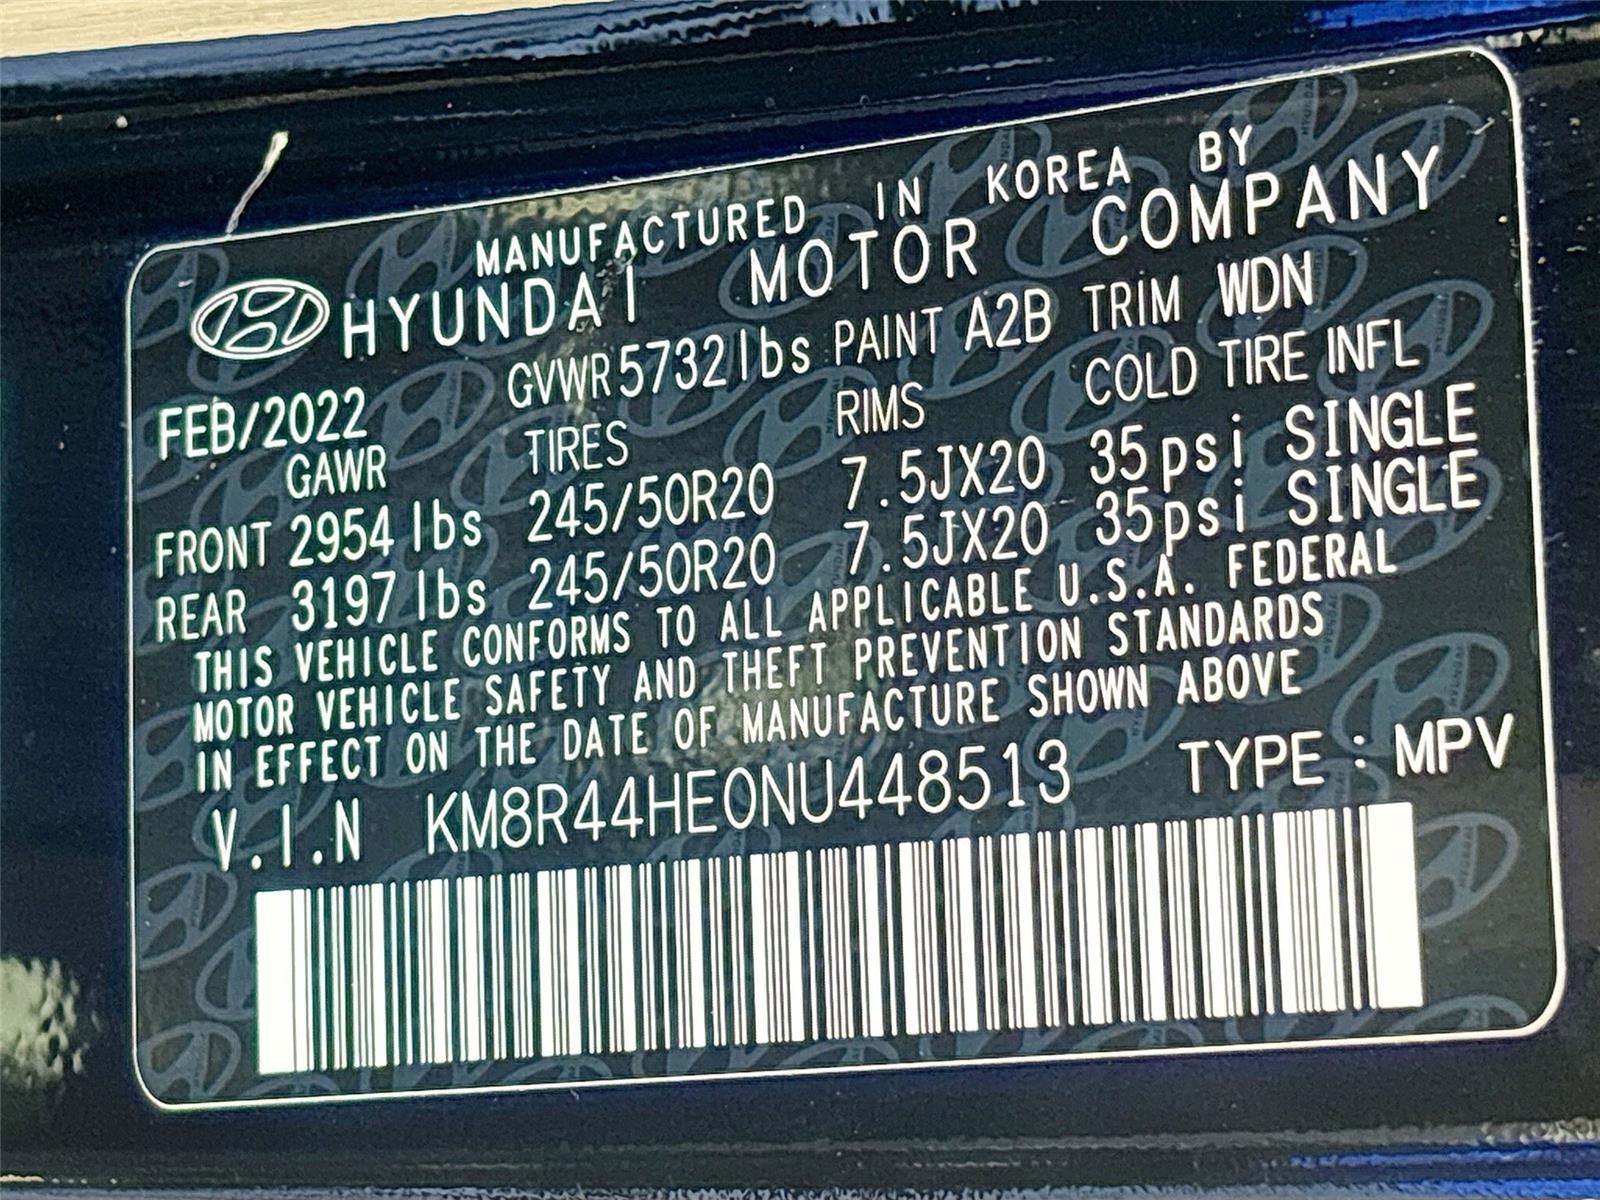 MANUFACTURED IN KOREA BY
HYUNDAI MOTOR COMPANY
FEB/2022 GVWR 5732lbs PAINT A2B TRIM WDN
GAWR TIRES RIMS COLD TIRE INFL
FRONT 2954 lbs 245/50R20 7.5JX20 35psi SINGLE
REAR 3197 lbs 245/50R20 7.5JX20 35psi SINGLE
THIS VEHICLE CONFORMS TO ALL APPLICABLE U.S.A. FEDERAL
MOTOR VEHICLE SAFETY AND THEFT PREVENTION STANDARDS
IN EFFECT ON THE DATE OF MANUFACTURE SHOWN ABOVE
V.I.N KM8R44HE0NU448513 TYPE : MPV